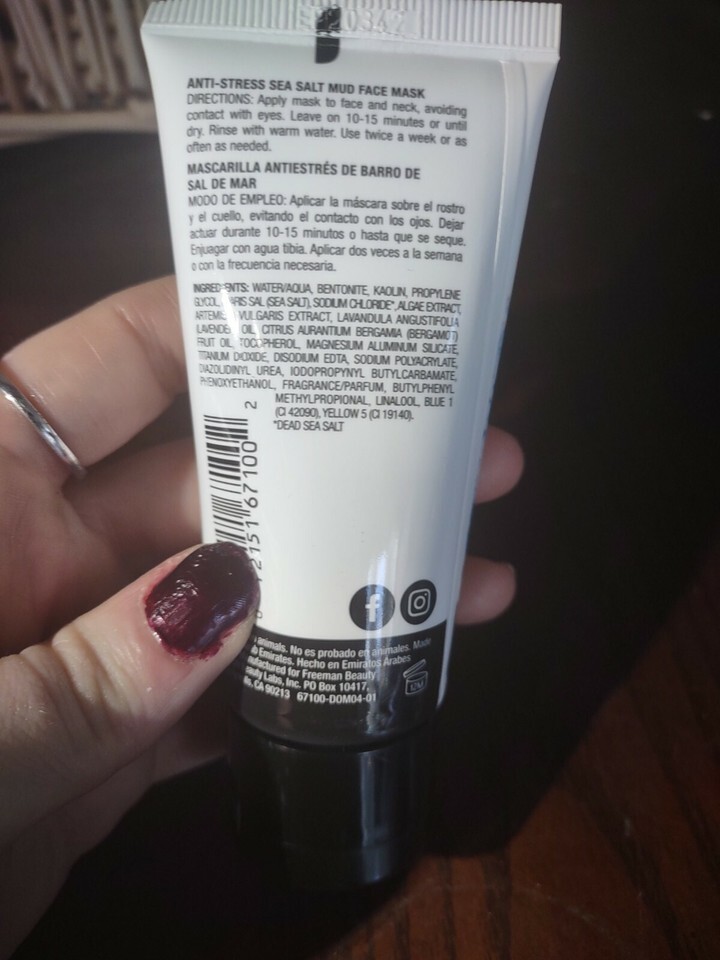 ANTI-STRESS SEA SALT MUD FACE MASK
DIRECTIONS: Apply mask to face and neck, avoiding
contact with eyes. Leave on 10-15 minutes or until
dry. Rinse with warm water. Use twice a week or as
often as needed.
MASCARILLA ANTIESTRÉS DE BARRO DE
SAL DE MAR
MODO DE EMPLEO: Aplicar la máscara sobre el rostro
y el cuello, evitando el contacto con los ojos. Dejar
actuar durante 10-15 minutos o hasta que se seque.
Enjuagar con agua tibia. Aplicar dos veces a la semana
o con la frecuencia necesaria.
INGREDIENTS: WATER/AQUA, BENTONITE, KAOLIN, PROPYLENE
GLYCOL, MARIS SAL (SEA SALT), SODIUM CHLORIDE*, ALGAE EXTRACT,
VULGARIS EXTRACT, LAVANDULA ANGUSTIFOLIA
(LAVENDER) OIL, CITRUS AURANTIUM BERGAMIA (BERGAMOT)
FRUIT OIL, TOCOPHEROL, MAGNESIUM ALUMINUM SILICATE,
TITANIUM DIOXIDE, DISODIUM EDTA, SODIUM POLYACRYLATE,
DIAZOLIDINYL UREA, IODOPROPYNYL BUTYLCARBAMATE,
PHENOXYETHANOL, FRAGRANCE/PARFUM, BUTYLPHENYL
METHYLPROPIONAL, LINALOOL, BLUE 1
(CI 42090), YELLOW 5 (CI 19140).
*DEAD SEA SALT
2151 67100 2
animals. No es probado en animales. Made
Emirates. Hecho en Emiratos Arabes
for Freeman Beauty
Labs, Inc. PO Box 10417,
CA 90213 67100-DOM04-01
12M